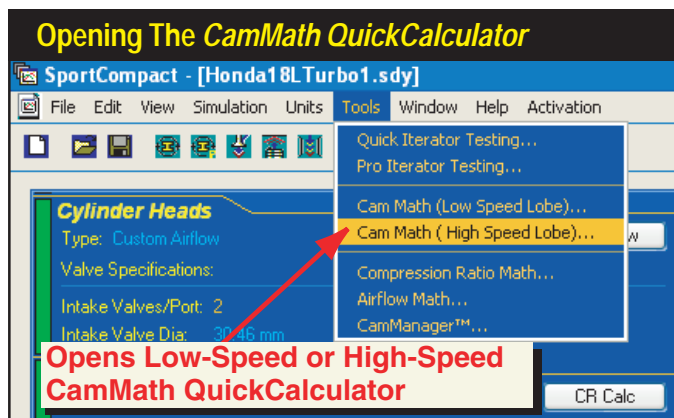 Opening The CamMath QuickCalculator
SportCompact - [Honda18LTurbo1.sdy]
File Edit View Simulation Units Tools Window Help Activation
Quick Iterator Testing...
Pro Iterator Testing...
Cam Math (Low Speed Lobe)...
Cam Math ( High Speed Lobe)...
Compression Ratio Math...
Airflow Math...
CamManager™...
Cylinder Heads
Type: Custom Airflow
Valve Specifications:
Intake Valves/Port: 2
Intake Valve Dia: 30.46 mm
Opens Low-Speed or High-Speed
CamMath QuickCalculator
CR Calc